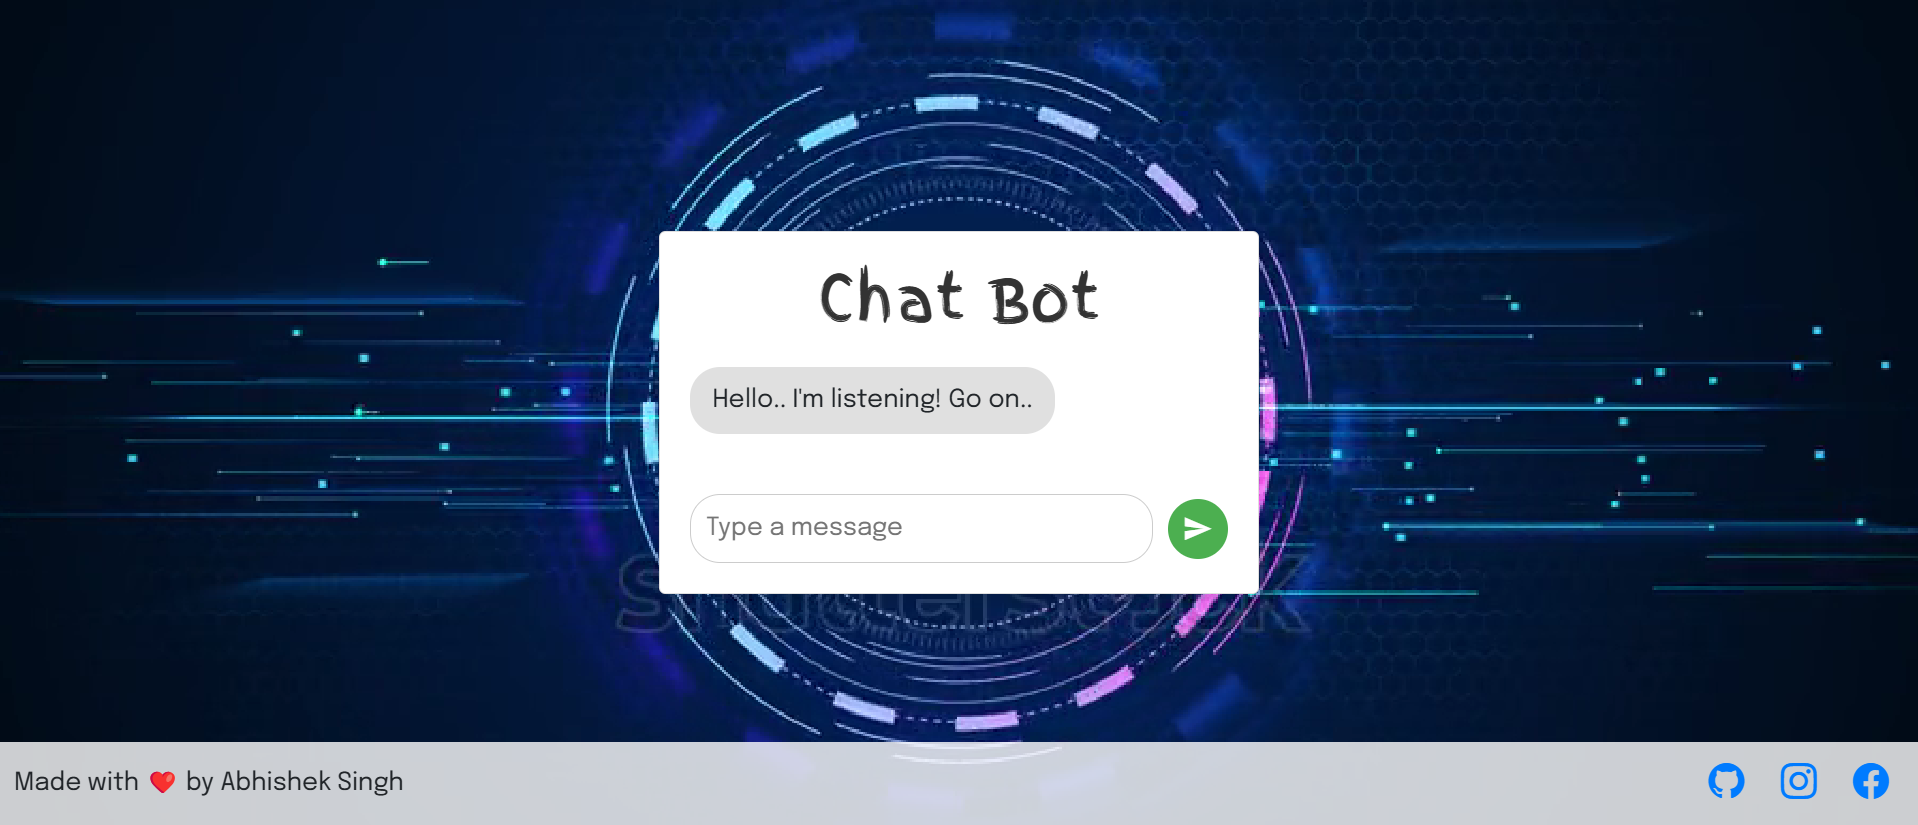 Chat Bot
Hello.. I'm listening! Go on..
Type a message
Made with ❤️ by Abhishek Singh